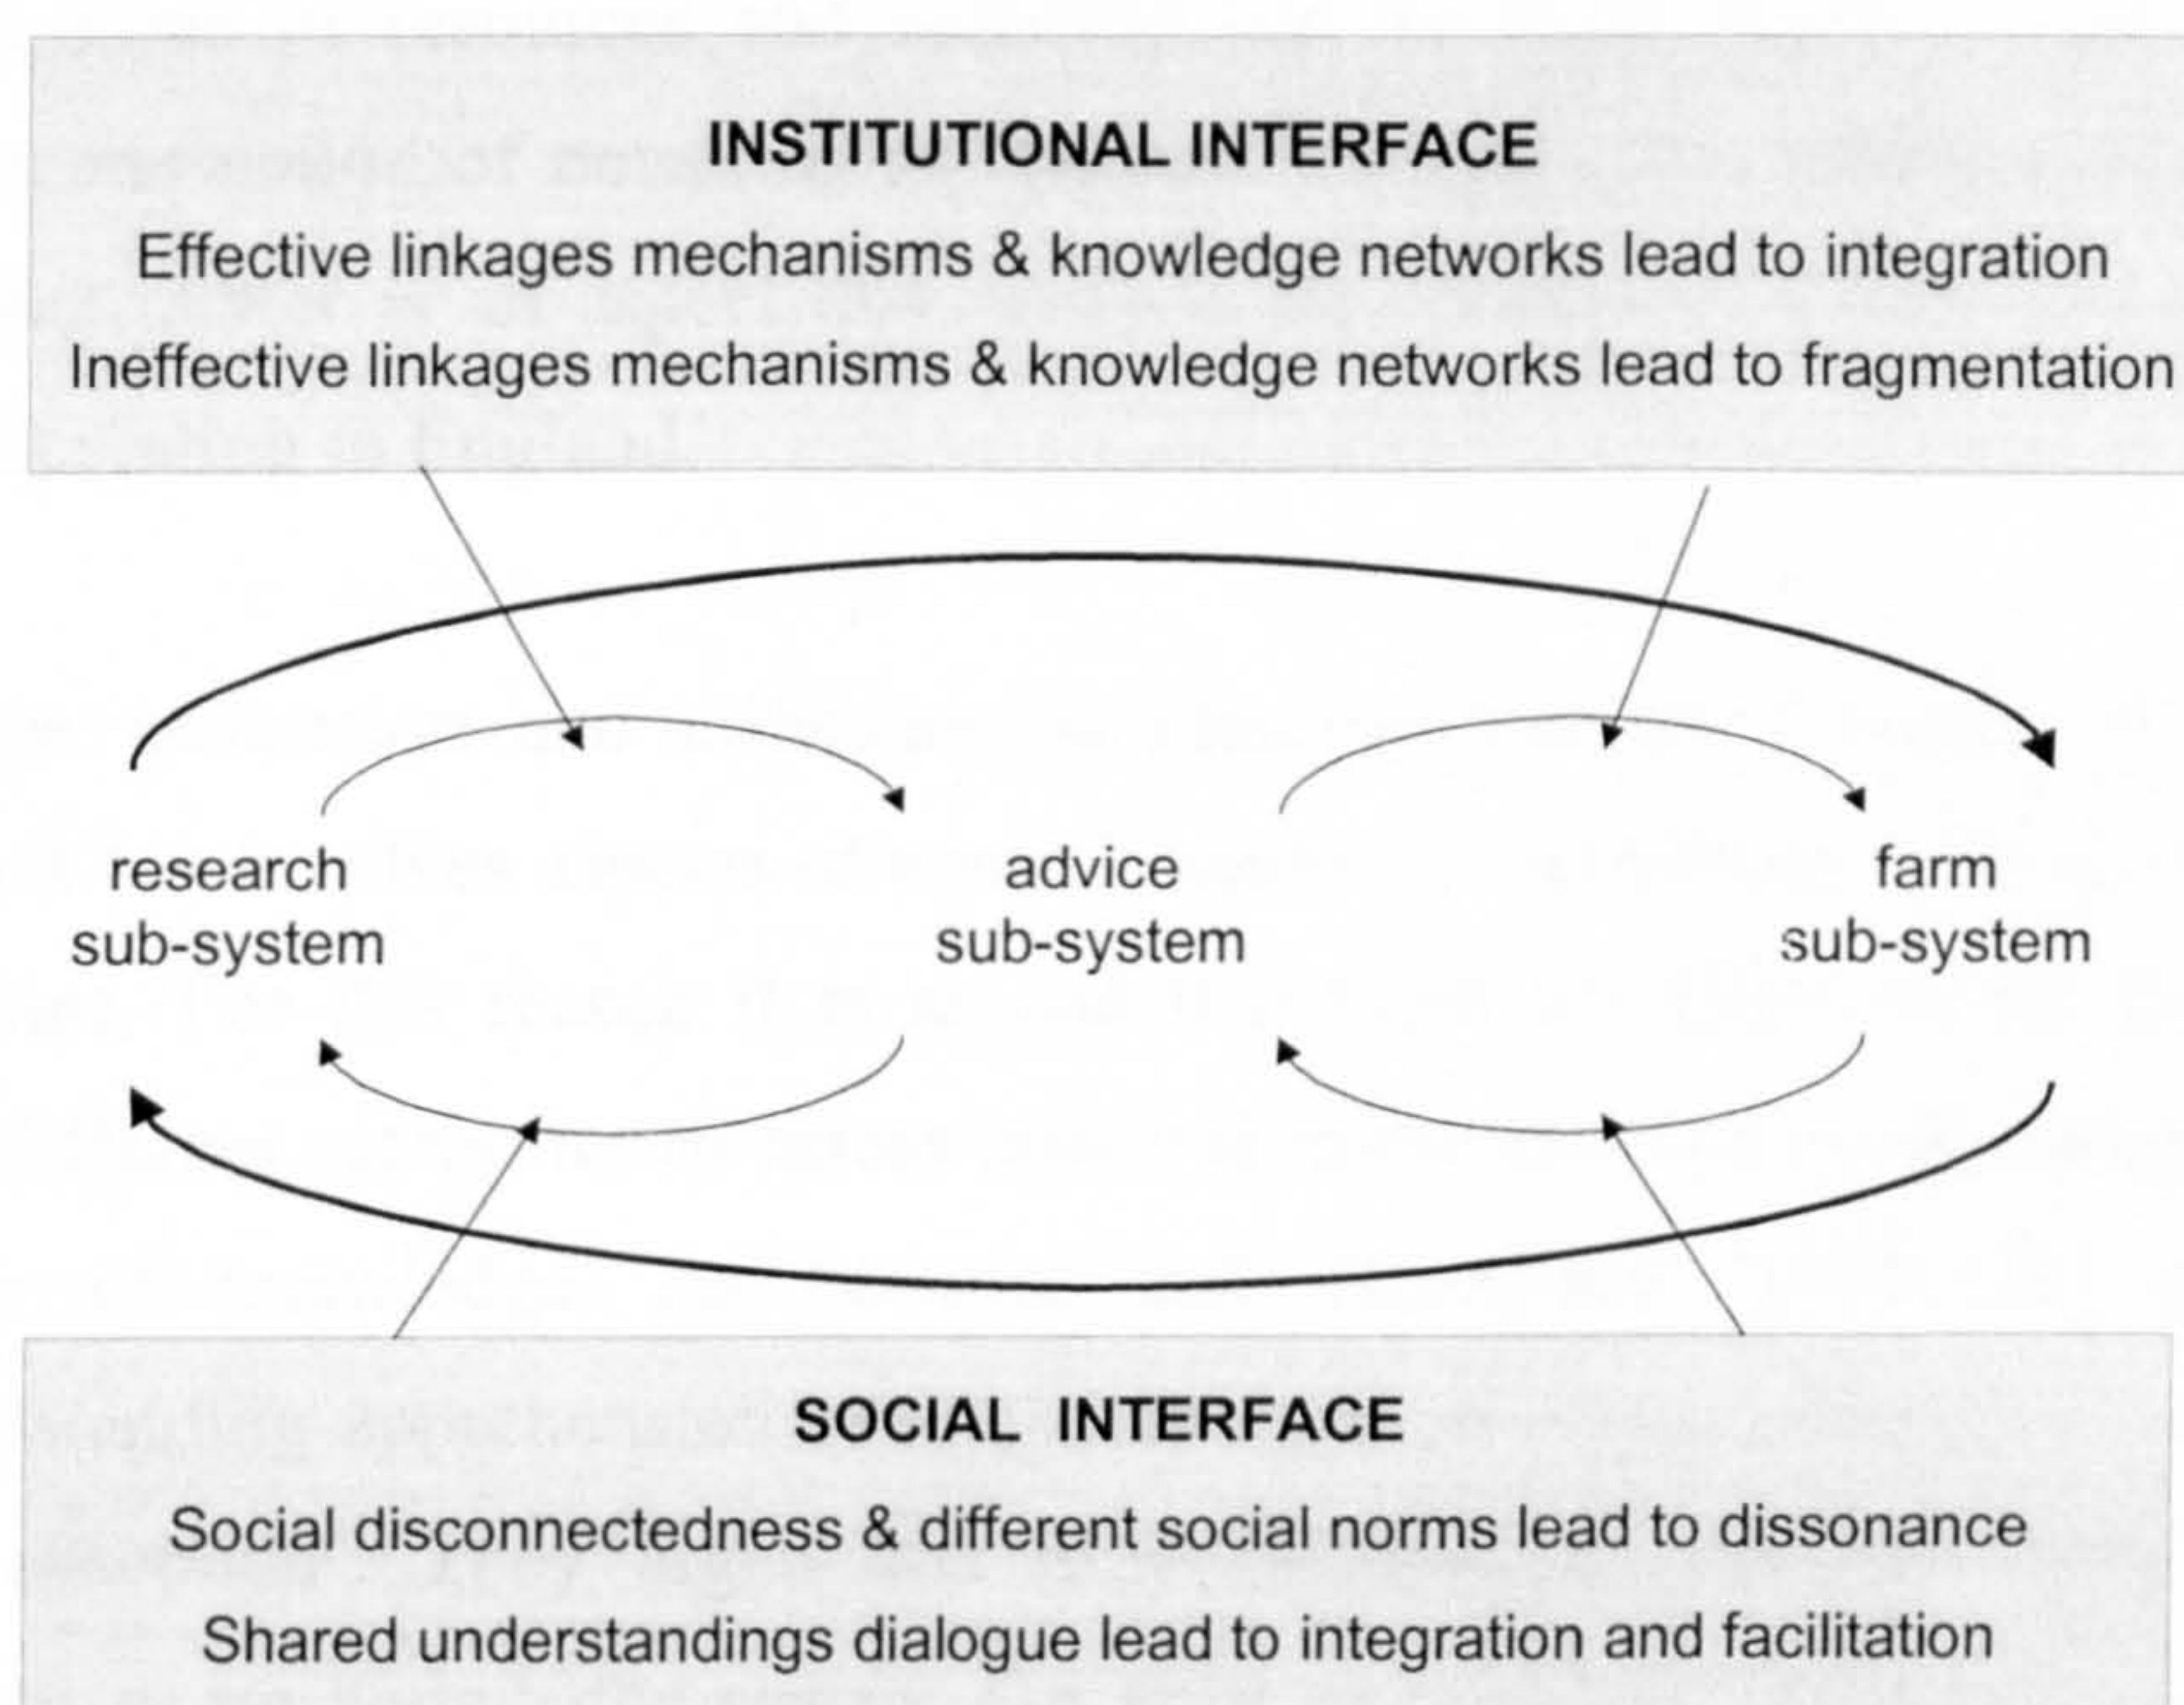 INSTITUTIONAL INTERFACE
Effective linkages mechanisms & knowledge networks lead to integration
Ineffective linkages mechanisms & knowledge networks lead to fragmentation
research
sub-system
advice
sub-system
farm
sub-system
SOCIAL INTERFACE
Social disconnectedness & different social norms lead to dissonance
Shared understandings dialogue lead to integration and facilitation